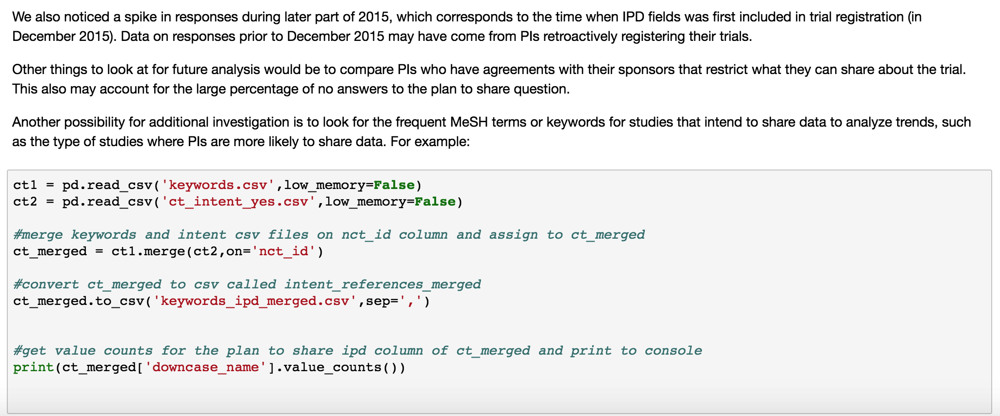 We also noticed a spike in responses during later part of 2015, which corresponds to the time when IPD fields was first included in trial registration (in
December 2015). Data on responses prior to December 2015 may have come from PIs retroactively registering their trials.
Other things to look at for future analysis would be to compare PIs who have agreements with their sponsors that restrict what they can share about the trial.
This also may account for the large percentage of no answers to the plan to share question.
Another possibility for additional investigation is to look for the frequent MeSH terms or keywords for studies that intend to share data to analyze trends, such
as the type of studies where PIs are more likely to share data. For example:
ct1 = pd.read_csv('keywords.csv',low_memory=False)
ct2 = pd.read_csv('ct_intent_yes.csv',low_memory=False)
#merge keywords and intent csv files on nct_id column and assign to ct_merged
ct_merged = ct1.merge(ct2,on='nct_id')
#convert ct_merged to csv called intent_references_merged
ct_merged.to_csv('keywords_ipd_merged.csv',sep=',')
#get value counts for the plan to share ipd column of ct_merged and print to console
print(ct_merged['downcase_name'].value_counts())